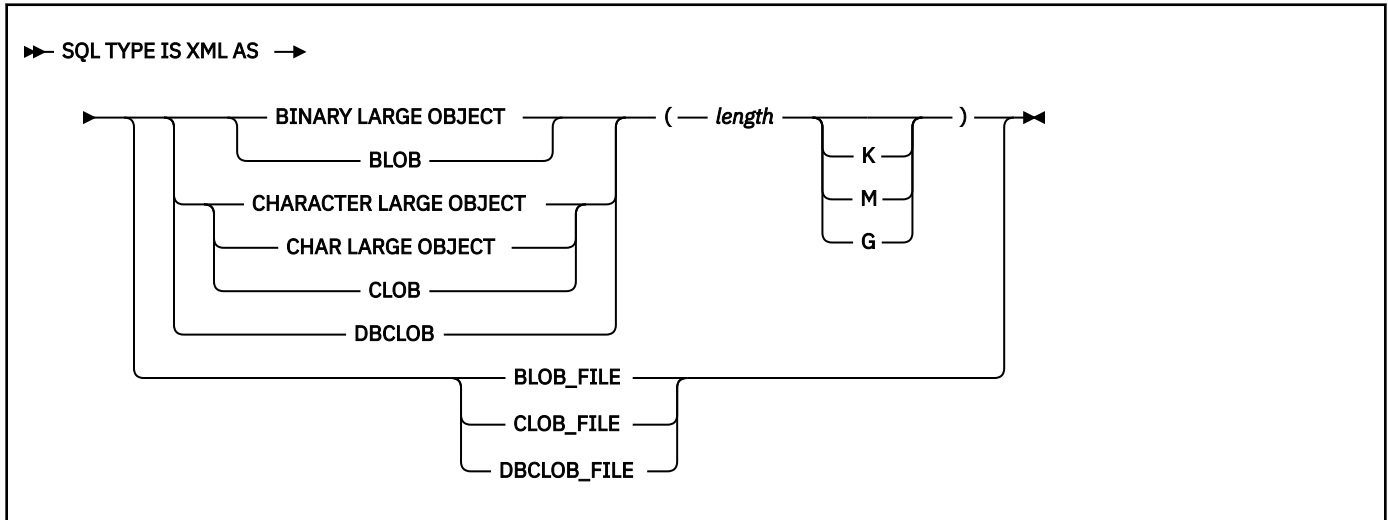 SQL TYPE IS XML AS
BINARY LARGE OBJECT ( length )
BLOB K
M
CHARACTER LARGE OBJECT
CHAR LARGE OBJECT G
CLOB
DBCLOB
BLOB_FILE
CLOB_FILE
DBCLOB_FILE